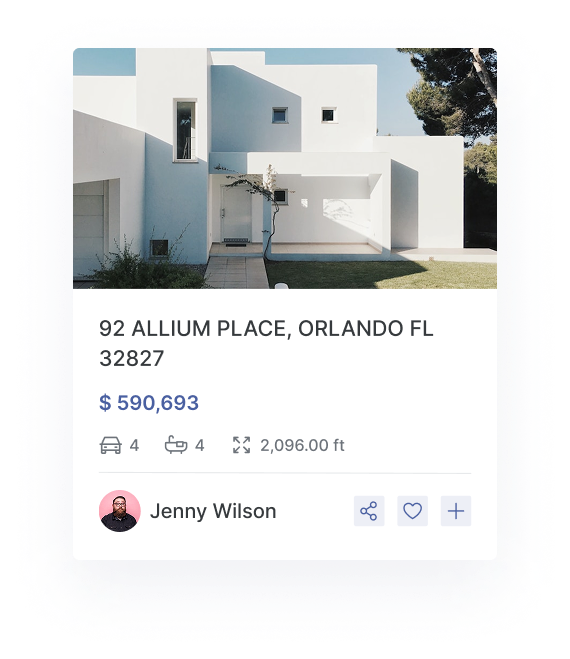 92 ALLIUM PLACE, ORLANDO FL
32827
$ 590,693
4 4 2,096.00 ft
Jenny Wilson